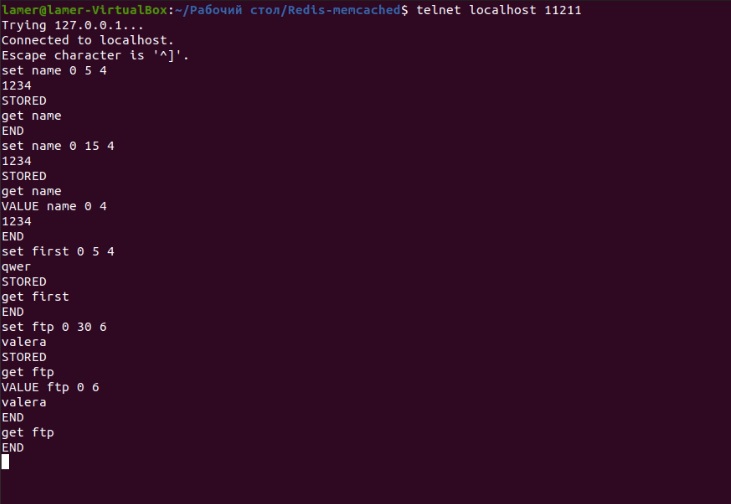 lamer@lamer-VirtualBox:~/Рабочий стол/Redis-memcached$ telnet localhost 11211
Trying 127.0.0.1...
Connected to localhost.
Escape character is '^]'.
set name 0 5 4
1234
STORED
get name
END
set name 0 15 4
1234
STORED
get name
VALUE name 0 4
1234
END
set first 0 5 4
qwer
STORED
get first
END
set ftp 0 30 6
valera
STORED
get ftp
VALUE ftp 0 6
valera
END
get ftp
END